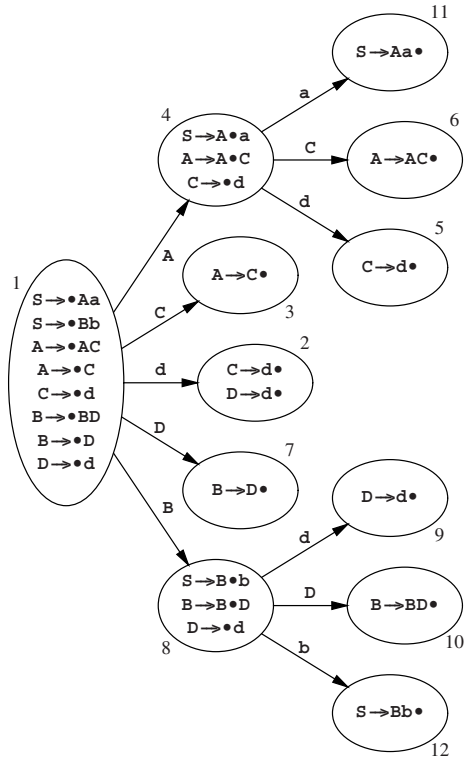 11
S→Aa•
a
4
S→A•a
A→A•C
C→•d
C
6
A→AC•
d
C→d•
5
A
1
S→•Aa
S→•Bb
A→•AC
A→•C
C→•d
B→•BD
B→•D
D→•d
C
A→C•
3
d
2
C→d•
D→d•
D
7
B→D•
B
8
S→B•b
B→B•D
D→•d
d
D→d•
9
D
B→BD•
10
b
S→Bb•
12